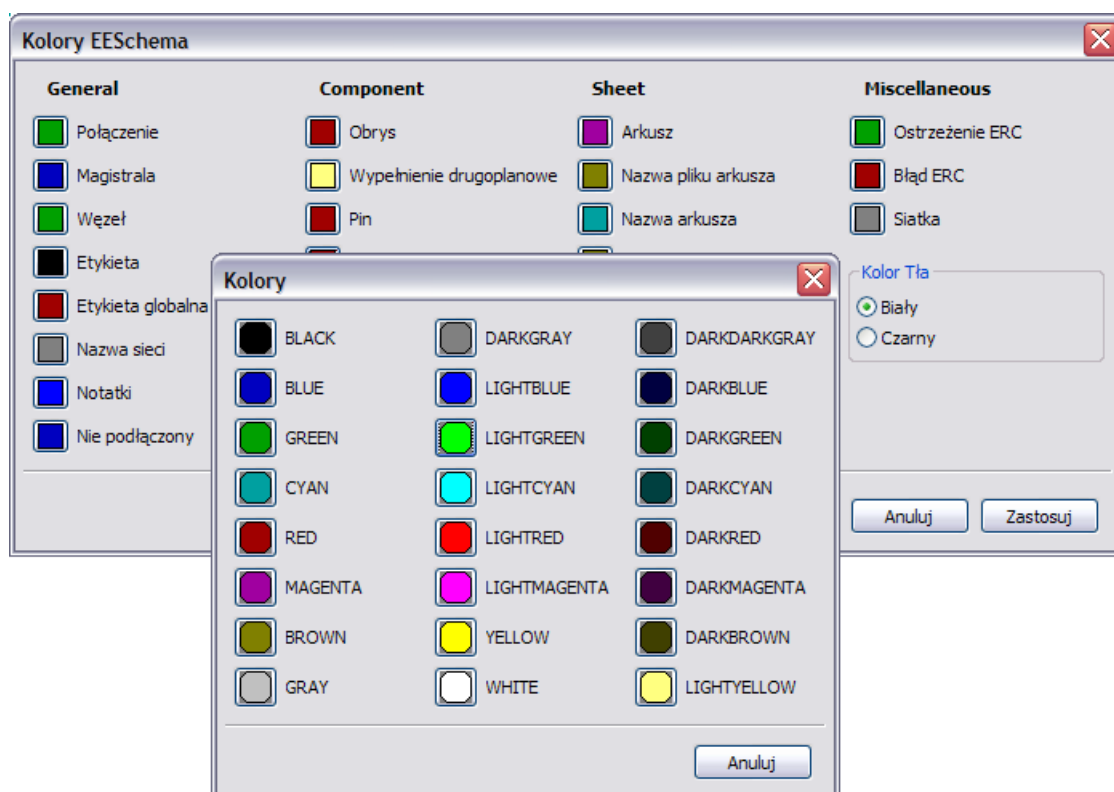 Kolory EESchema
General
Component
Sheet
Miscellaneous
Połączenie
Obrys
Arkusz
Ostrzeżenie ERC
Magistrala
Wypełnienie drugoplanowe
Nazwa pliku arkusza
Błąd ERC
Węzeł
Pin
Nazwa arkusza
Siatka
Etykieta
Etykieta globalna
Nazwa sieci
Notatki
Nie podłączony
Kolor Tła
Biały
Czarny
Anuluj
Zastosuj
Kolory
BLACK
DARKGRAY
DARKDARKGRAY
BLUE
LIGHTBLUE
DARKBLUE
GREEN
LIGHTGREEN
DARKGREEN
CYAN
LIGHTCYAN
DARKCYAN
RED
LIGHTRED
DARKRED
MAGENTA
LIGHTMAGENTA
DARKMAGENTA
BROWN
YELLOW
DARKBROWN
GRAY
WHITE
LIGHTYELLOW
Anuluj